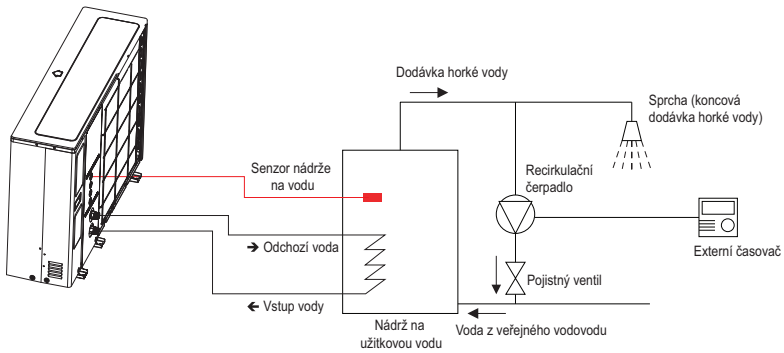 Dodávka horké vody
Sprcha (koncová
dodávka horké vody)
Senzor nádrže
na vodu
Recirkulační
čerpadlo
Externí časovač
→ Odchozí voda
← Vstup vody
Pojistný ventil
Nádrž na
užitkovou vodu
Voda z veřejného vodovodu